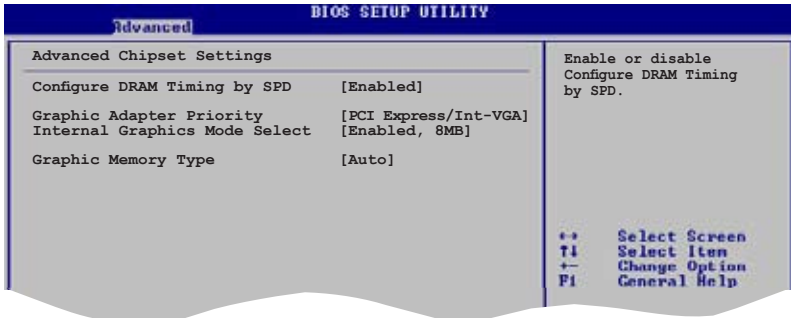 BIOS SETUP UTILITY
Advanced
Advanced Chipset Settings
Configure DRAM Timing by SPD [Enabled]
Graphic Adapter Priority [PCI Express/Int-VGA]
Internal Graphics Mode Select [Enabled, 8MB]
Graphic Memory Type [Auto]
Enable or disable
Configure DRAM Timing
by SPD.
←→ Select Screen
↑↓ Select Item
+- Change Option
F1 General Help